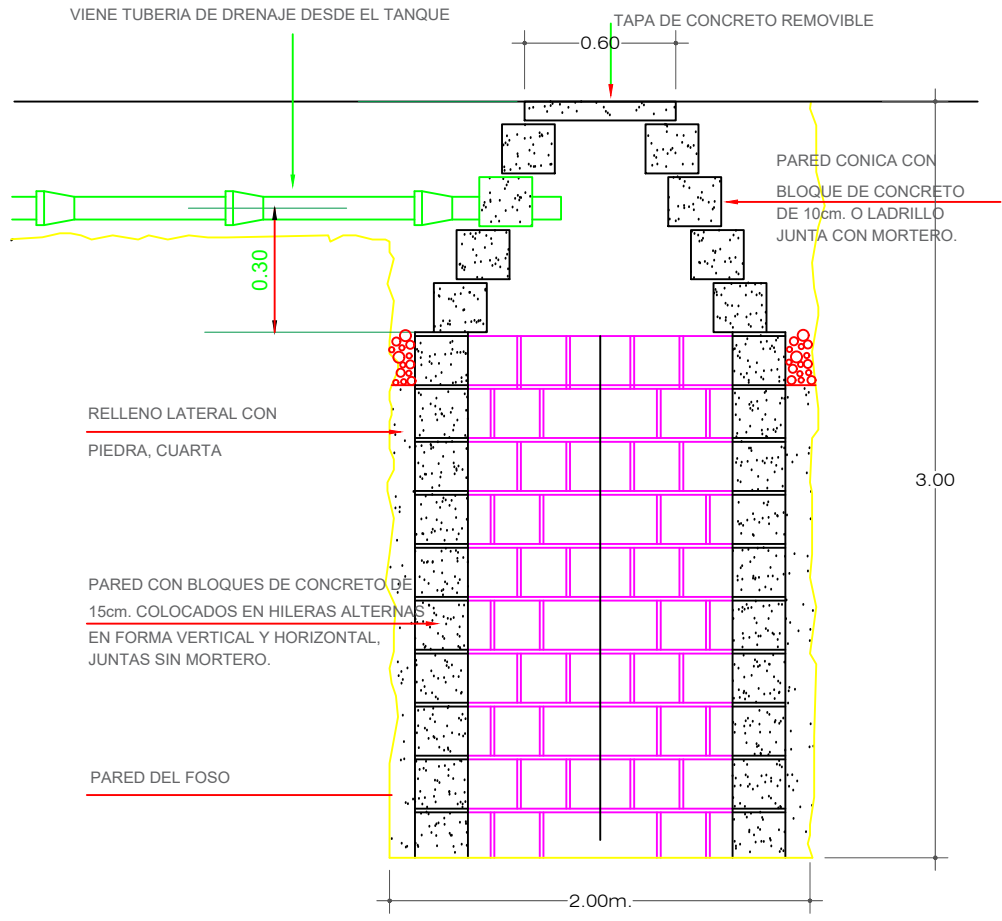 VIENE TUBERIA DE DRENAJE DESDE EL TANQUE
TAPA DE CONCRETO REMOVIBLE
0.60
PARED CONICA CON
BLOQUE DE CONCRETO
DE 10cm. O LADRILLO
JUNTA CON MORTERO.
0.30
RELLENO LATERAL CON
PIEDRA, CUARTA
3.00
PARED CON BLOQUES DE CONCRETO DE
15cm. COLOCADOS EN HILERAS ALTERNAS
EN FORMA VERTICAL Y HORIZONTAL,
JUNTAS SIN MORTERO.
PARED DEL FOSO
2.00m.